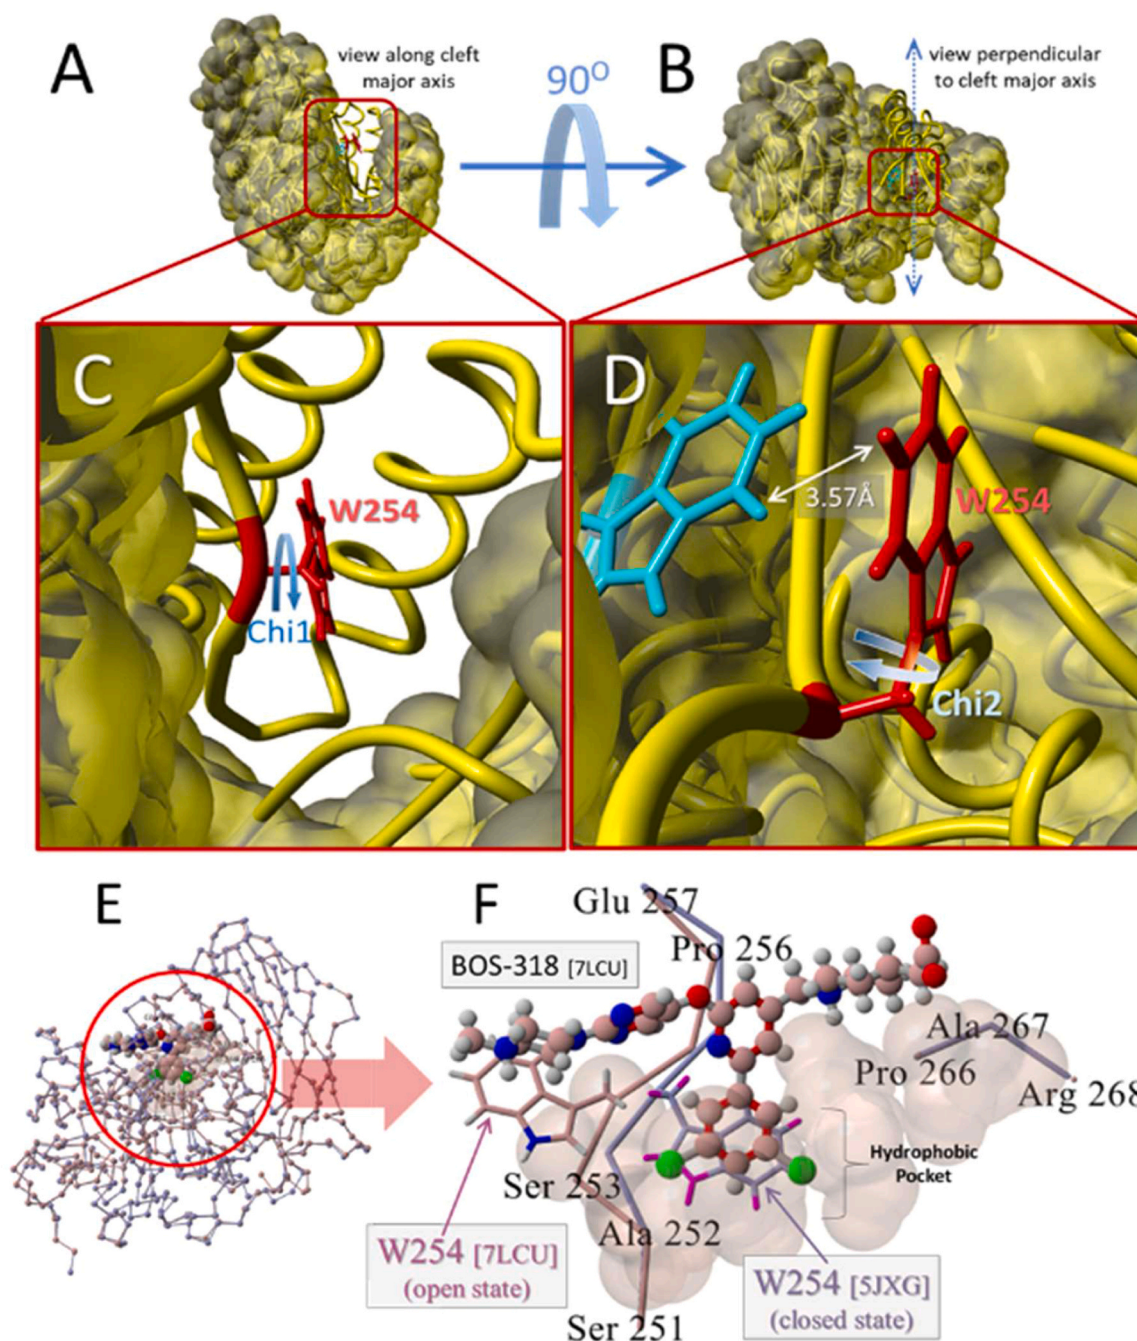 A
view along cleft
major axis
90O
B
view perpendicular
to cleft major axis
C
W254
Chi1
D
3.57Å
W254
Chi2
E
F
Glu 257
Pro 256
BOS-318 [7LCU]
Ala 267
Pro 266
Arg 268
Hydrophobic
Pocket
Ser 253
Ala 252
W254 [7LCU]
(open state)
W254 [5JXG]
(closed state)
Ser 251